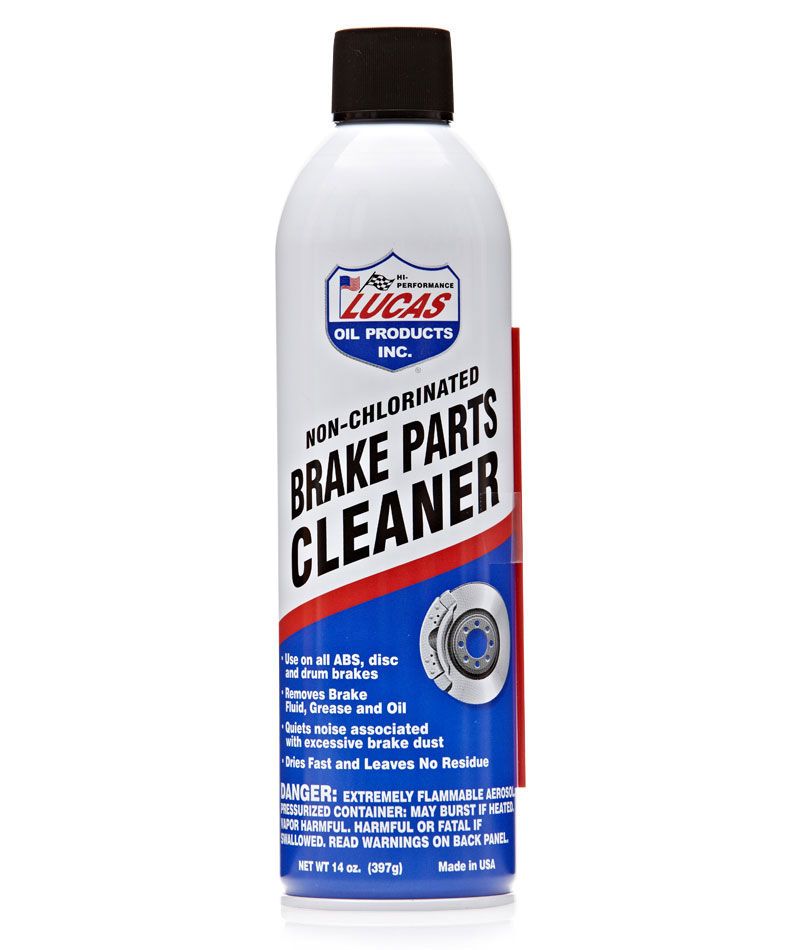 HI-
PERFORMANCE
LUCAS
OIL PRODUCTS
INC.
®
NON-CHLORINATED
BRAKE PARTS
CLEANER
• Use on all ABS, disc
and drum brakes
• Removes Brake
Fluid, Grease and Oil
• Quiets noise associated
with excessive brake dust
• Dries Fast and Leaves No Residue
DANGER: EXTREMELY FLAMMABLE AEROSOL.
PRESSURIZED CONTAINER: MAY BURST IF HEATED.
VAPOR HARMFUL. HARMFUL OR FATAL IF
SWALLOWED. READ WARNINGS ON BACK PANEL.
NET WT 14 oz. (397g) Made in USA